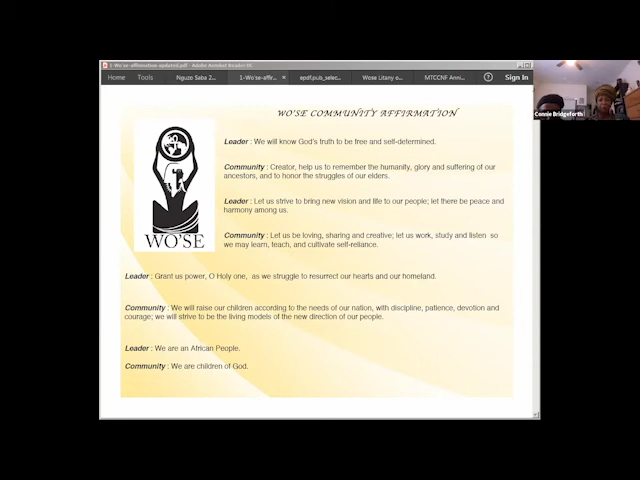 1-Wo'se-affirmation-updated.pdf - Adobe Acrobat Reader DC
Home Tools Nguzo Saba 2... 1-Wo'se-affir... × epdf.pub_selec... Wose Litany o... MTCCNF Anni... ? Sign In
Connie Bridgeforth
WO'SE COMMUNITY AFFIRMATION
Leader : We will know God's truth to be free and self-determined.
Community : Creator, help us to remember the humanity, glory and suffering of our
ancestors, and to honor the struggles of our elders.
Leader : Let us strive to bring new vision and life to our people; let there be peace and
harmony among us.
Community : Let us be loving, sharing and creative; let us work, study and listen so
we may learn, teach, and cultivate self-reliance.
WO'SE
Leader : Grant us power, O Holy one, as we struggle to resurrect our hearts and our homeland.
Community : We will raise our children according to the needs of our nation, with discipline, patience, devotion and
courage; we will strive to be the living models of the new direction of our people.
Leader : We are an African People.
Community : We are children of God.